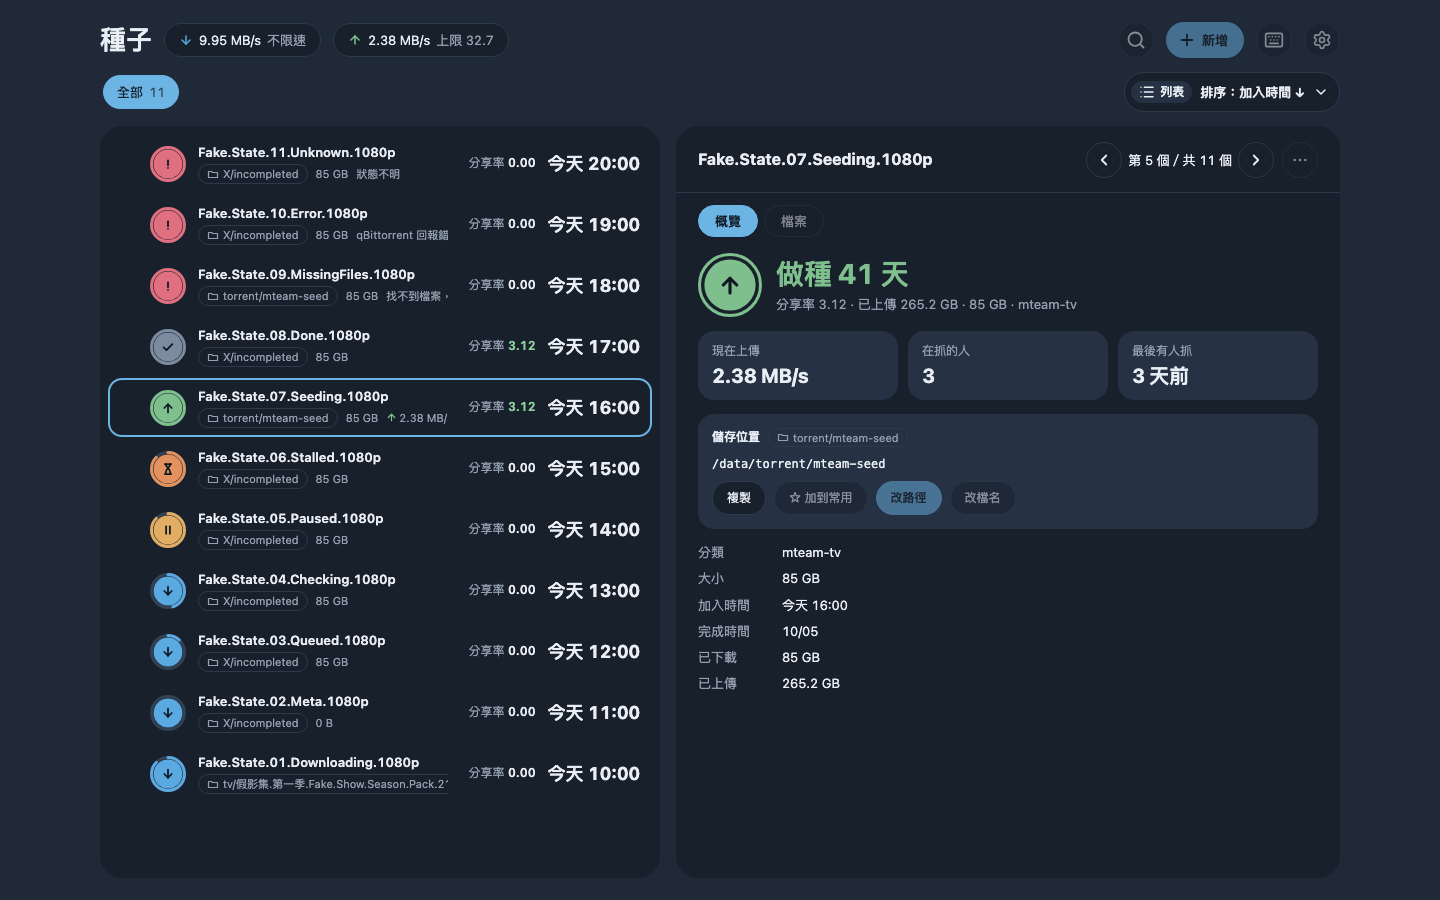 種子
9.95 MB/s 不限速
2.38 MB/s 上限 32.7
新增
全部 11
列表
排序：加入時間
Fake.State.11.Unknown.1080p
X/incompleted 85 GB 狀態不明
分享率 0.00
今天 20:00
Fake.State.10.Error.1080p
X/incompleted 85 GB qBittorrent 回報錯
分享率 0.00
今天 19:00
Fake.State.09.MissingFiles.1080p
torrent/mteam-seed 85 GB 找不到檔案，
分享率 0.00
今天 18:00
Fake.State.08.Done.1080p
X/incompleted 85 GB
分享率 3.12
今天 17:00
Fake.State.07.Seeding.1080p
torrent/mteam-seed 85 GB 2.38 MB/
分享率 3.12
今天 16:00
Fake.State.06.Stalled.1080p
X/incompleted 85 GB
分享率 0.00
今天 15:00
Fake.State.05.Paused.1080p
X/incompleted 85 GB
分享率 0.00
今天 14:00
Fake.State.04.Checking.1080p
X/incompleted 85 GB
分享率 0.00
今天 13:00
Fake.State.03.Queued.1080p
X/incompleted 85 GB
分享率 0.00
今天 12:00
Fake.State.02.Meta.1080p
X/incompleted 0 B
分享率 0.00
今天 11:00
Fake.State.01.Downloading.1080p
tv/假影集.第一季.Fake.Show.Season.Pack.
分享率 0.00
今天 10:00
Fake.State.07.Seeding.1080p
第 5 個 / 共 11 個
概覽
檔案
做種 41 天
分享率 3.12 · 已上傳 265.2 GB · 85 GB · mteam-tv
現在上傳
2.38 MB/s
在抓的人
3
最後有人抓
3 天前
儲存位置 torrent/mteam-seed
/data/torrent/mteam-seed
複製
加到常用
改路徑
改檔名
分類 mteam-tv
大小 85 GB
加入時間 今天 16:00
完成時間 10/05
已下載 85 GB
已上傳 265.2 GB